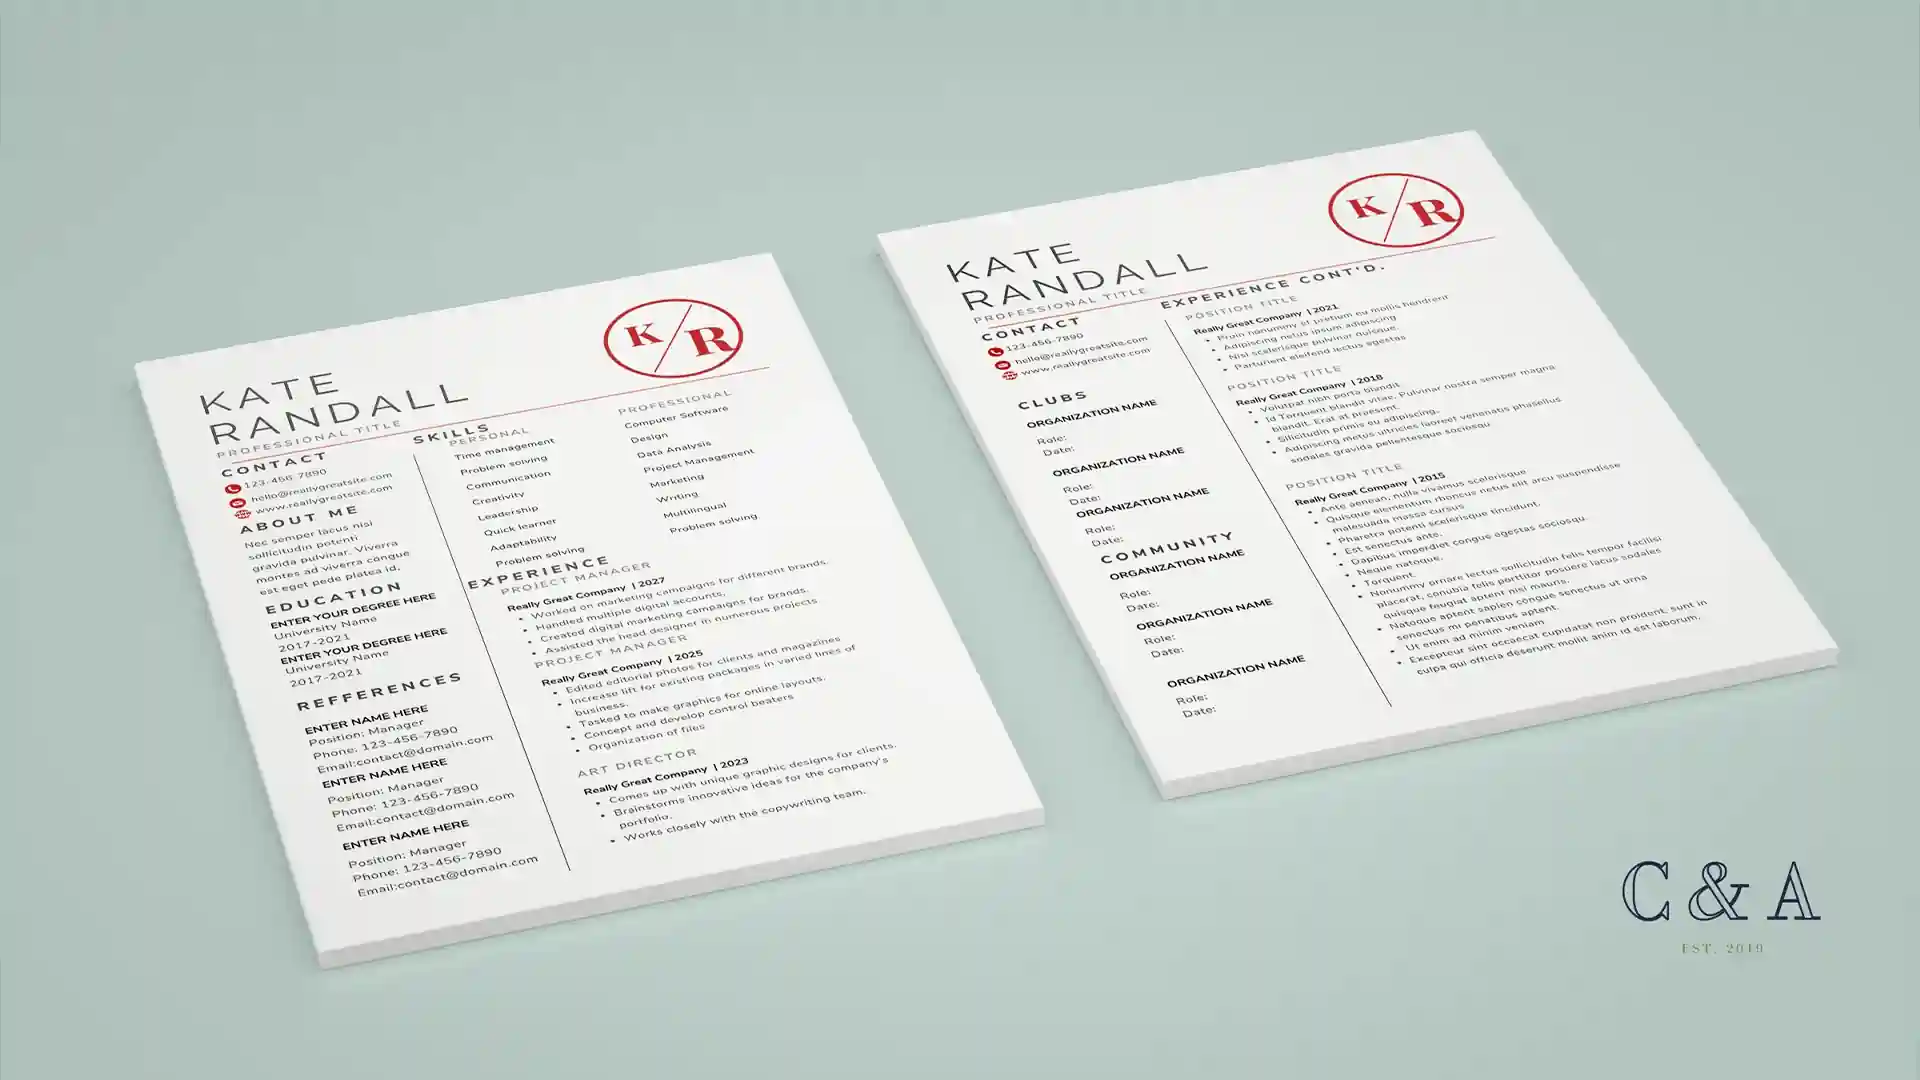 KATE
RANDALL
PROFESSIONAL TITLE
K/R
CONTACT
123-456-7890
hello@reallygreatsite.com
www.reallygreatsite.com
ABOUT ME
Nec semper lacus nisi
sollicitudin potenti
gravida pulvinar. Viverra
montes ad viverra congue
est eget pede platea id,
EDUCATION
ENTER YOUR DEGREE HERE
University Name
2017-2021
ENTER YOUR DEGREE HERE
University Name
2017-2021
REFFERENCES
ENTER NAME HERE
Position: Manager
Phone: 123-456-7890
Email:contact@domain.com
ENTER NAME HERE
Position: Manager
Phone: 123-456-7890
Email:contact@domain.com
ENTER NAME HERE
Position: Manager
Phone: 123-456-7890
Email:contact@domain.com
SKILLS
PERSONAL
Time management
Problem solving
Communication
Creativity
Leadership
Quick learner
Adaptability
Problem solving
PROFESSIONAL
Computer Software
Design
Data Analysis
Project Management
Marketing
Writing
Multilingual
Problem solving
EXPERIENCE
PROJECT MANAGER
Really Great Company | 2027
• Worked on marketing campaigns for different brands.
• Handled multiple digital accounts,
• Created digital marketing campaigns for brands.
• Assisted the head designer in numerous projects
PROJECT MANAGER
Really Great Company | 2025
• Edited editorial photos for clients and magazines
• Increase lift for existing packages in varied lines of
business.
• Tasked to make graphics for online layouts,
• Concept and develop control beaters
• Organization of files
ART DIRECTOR
Really Great Company | 2023
• Comes up with unique graphic designs for clients.
• Brainstorms innovative ideas for the company's
portfolio.
• Works closely with the copywriting team.
KATE
RANDALL
PROFESSIONAL TITLE
K/R
CONTACT
123-456-7890
hello@reallygreatsite.com
www.reallygreatsite.com
CLUBS
ORGANIZATION NAME
Role:
Date:
ORGANIZATION NAME
Role:
Date:
ORGANIZATION NAME
Role:
Date:
COMMUNITY
ORGANIZATION NAME
Role:
Date:
ORGANIZATION NAME
Role:
Date:
ORGANIZATION NAME
Role:
Date:
EXPERIENCE CONT'D.
POSITION TITLE
Really Great Company | 2021
• Proin nonummy sf pretium eu mollis hendrerit
• Adipiscing netus ipsum adipiscing
• Nisl scelerisque pulvinar quisque.
• Parturient eleifend lectus egestas
POSITION TITLE
Really Great Company | 2018
• Volutpat nibh porta blandit
• Id Torquent blandit vitae. Pulvinar nostra semper magna
blandit. Erat at praesent.
• Sillicitudin primis eu adipiscing.
• Adipiscing metus ultricies laoreet venenatis phasellus
sodales gravida pellentesque sociosqu
POSITION TITLE
Really Great Company | 2015
• Ante aenean, nulla vivamus scelerisque
• Quisque elementum rhoncus netus elit arcu suspendisse
malesuada massa cursus
• Pharetra potenti scelerisque tincidunt.
• Est senectus ante.
• Dapibus imperdiet congue egestas sociosqu.
• Neque natoque.
• Torquent.
• Nonummy ornare lectus sollicitudin felis tempor facilisi
placerat, conubia felis porttitor posuere lacus sodales
quisque feugiat aptent nisi mauris.
• Natoque aptent sapien congue senectus ut urna
senectus mi penatibus aptent.
• Ut enim ad minim veniam
• Excepteur sint occaecat cupidatat non proident, sunt in
culpa qui officia deserunt mollit anim id est laborum.
C & A
EST. 2019